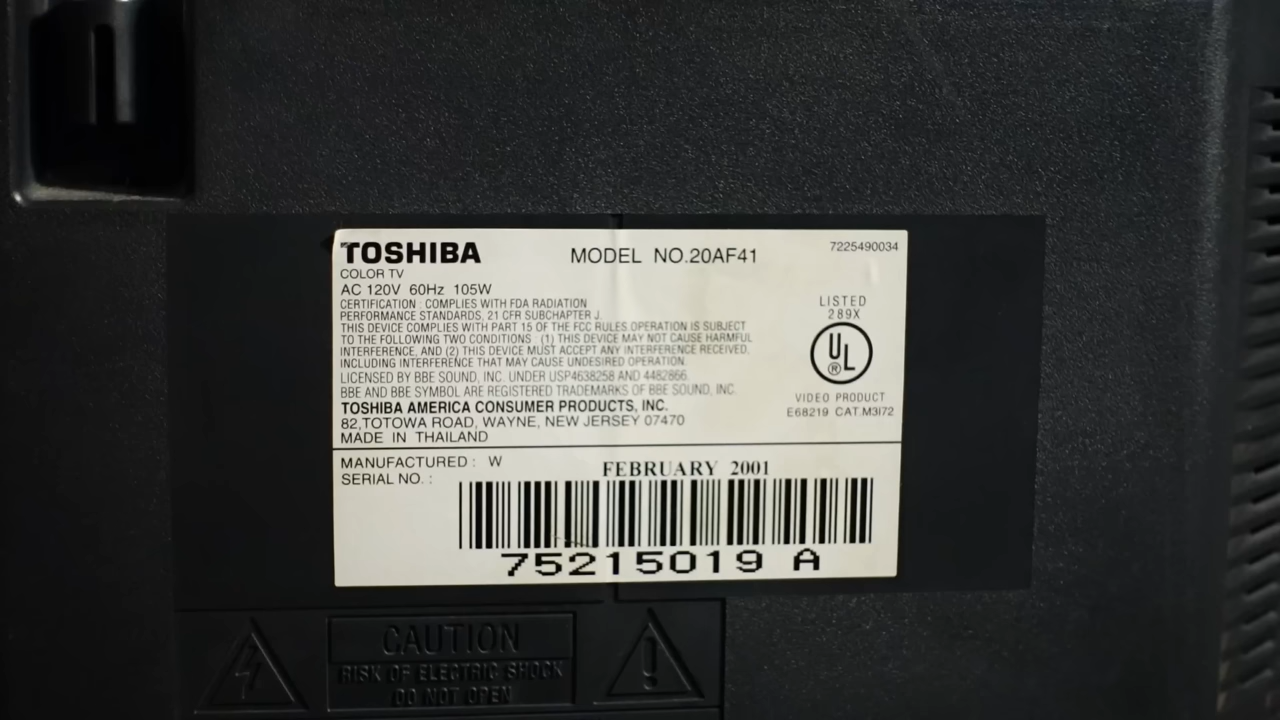 TOSHIBA
MODEL NO.20AF41
7225490034
COLOR TV
AC 120V 60Hz 105W
CERTIFICATION : COMPLIES WITH FDA RADIATION
PERFORMANCE STANDARDS, 21 CFR SUBCHAPTER J.
THIS DEVICE COMPLIES WITH PART 15 OF THE FCC RULES OPERATION IS SUBJECT
TO THE FOLLOWING TWO CONDITIONS : (1) THIS DEVICE MAY NOT CAUSE HARMFUL
INTERFERENCE, AND (2) THIS DEVICE MUST ACCEPT ANY INTERFERENCE RECEIVED,
INCLUDING INTERFERENCE THAT MAY CAUSE UNDESIRED OPERATION.
LICENSED BY BBE SOUND, INC. UNDER USP4638258 AND 4482866.
BBE AND BBE SYMBOL ARE REGISTERED TRADEMARKS OF BBE SOUND, INC.
TOSHIBA AMERICA CONSUMER PRODUCTS, INC.
82,TOTOWA ROAD, WAYNE, NEW JERSEY 07470
MADE IN THAILAND
LISTED
289X
UL
®
VIDEO PRODUCT
E68219 CAT.M3I72
MANUFACTURED : W
FEBRUARY 2001
SERIAL NO. :
75215019 A
CAUTION
RISK OF ELECTRIC SHOCK
DO NOT OPEN